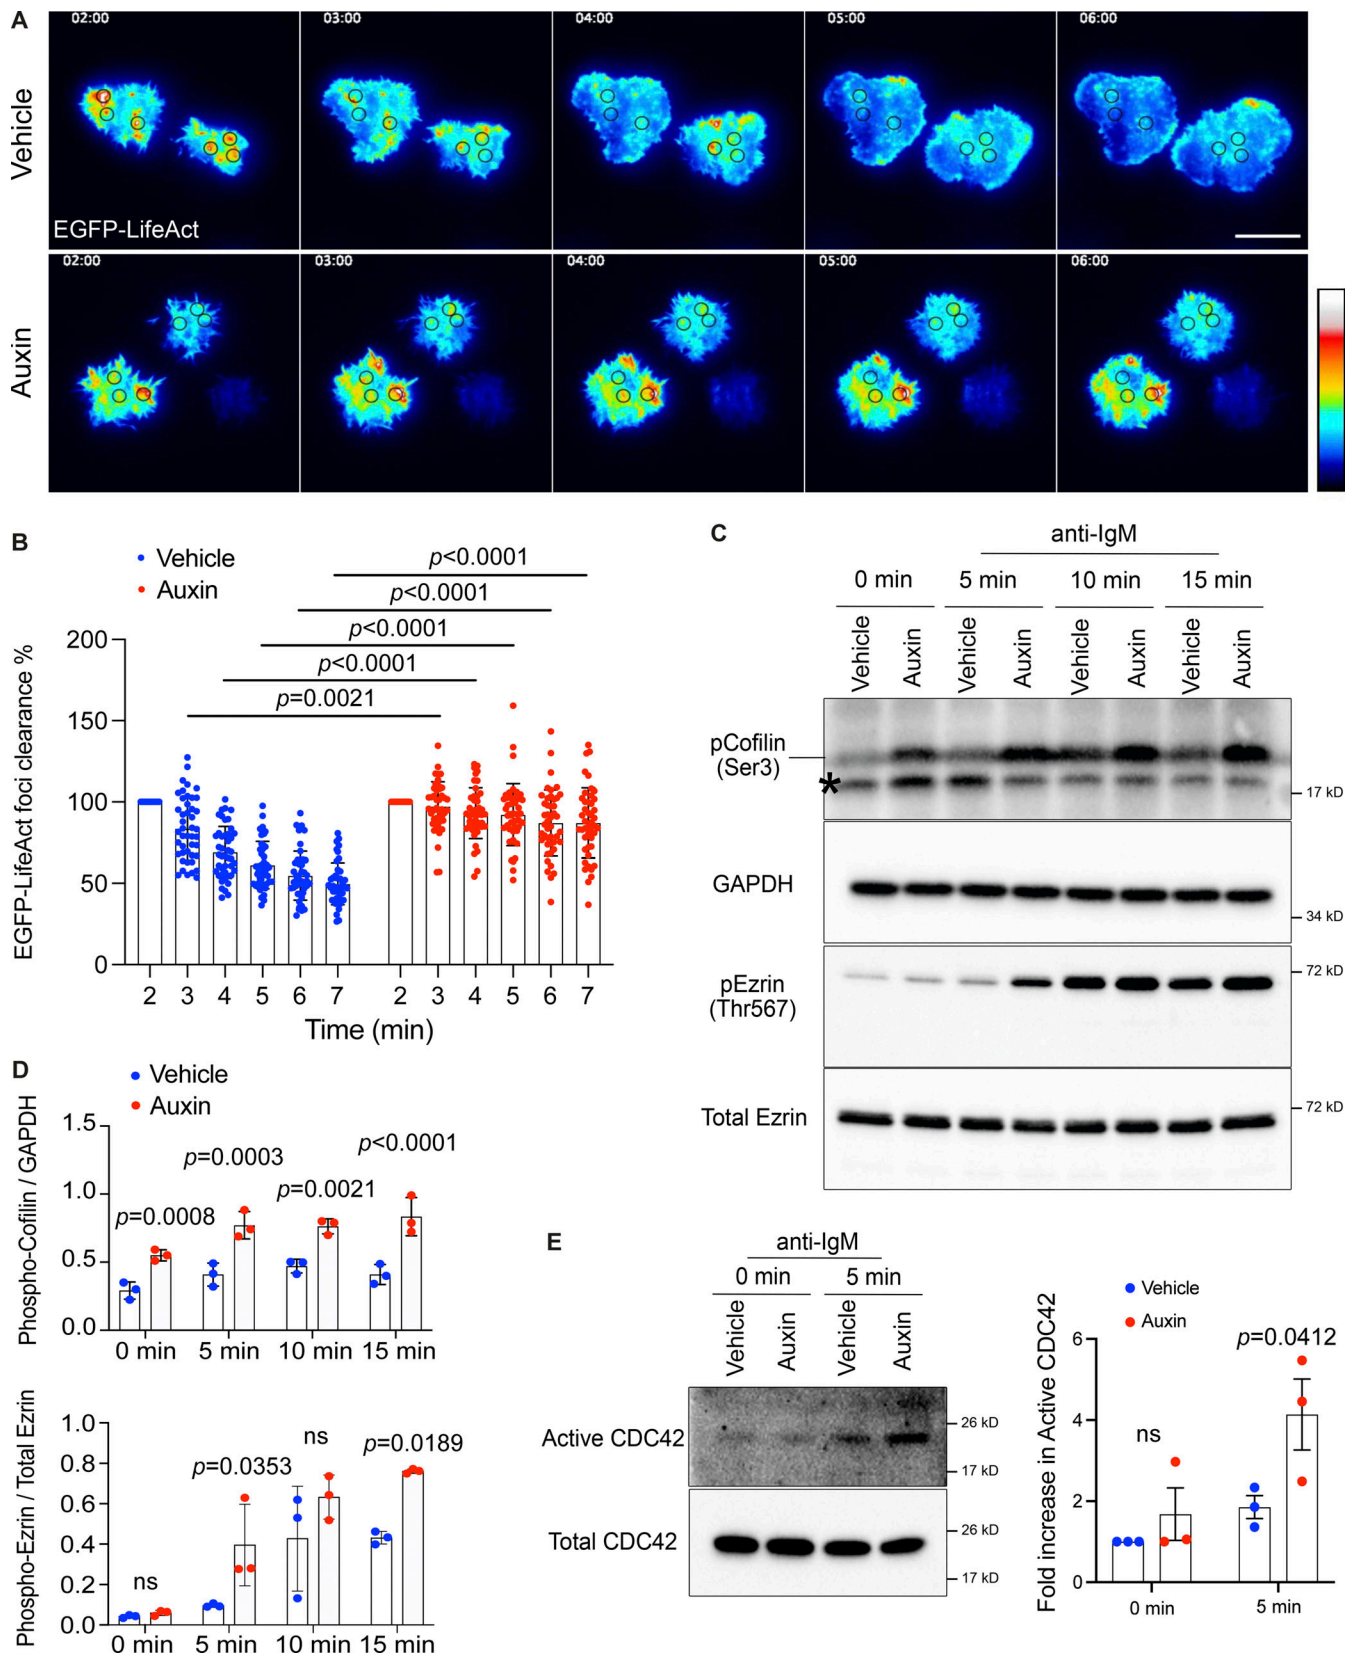 A
02:00
03:00
04:00
05:00
06:00
Vehicle
EGFP-LifeAct
02:00
03:00
04:00
05:00
06:00
Auxin
B
Vehicle
Auxin
p<0.0001
p<0.0001
p<0.0001
p<0.0001
p=0.0021
EGFP-LifeAct foci clearance %
200
150
100
50
0
2 3 4 5 6 7 2 3 4 5 6 7
Time (min)
C
anti-IgM
0 min 5 min 10 min 15 min
Vehicle Auxin Vehicle Auxin Vehicle Auxin Vehicle Auxin
pCofilin
(Ser3)
*
17 kD
GAPDH
34 kD
pEzrin
(Thr567)
72 kD
Total Ezrin
72 kD
D
Vehicle
Auxin
Phospho-Cofilin / GAPDH
1.5
1.0
0.5
0.0
p=0.0008
p=0.0003
p=0.0021
p<0.0001
0 min 5 min 10 min 15 min
Phospho-Ezrin / Total Ezrin
1.0
0.8
0.6
0.4
0.2
0.0
ns
p=0.0353
ns
p=0.0189
0 min 5 min 10 min 15 min
E
anti-IgM
0 min 5 min
Vehicle Auxin Vehicle Auxin
Active CDC42
26 kD
17 kD
Total CDC42
26 kD
17 kD
Vehicle
Auxin
Fold increase in Active CDC42
6
4
2
0
ns
p=0.0412
0 min 5 min